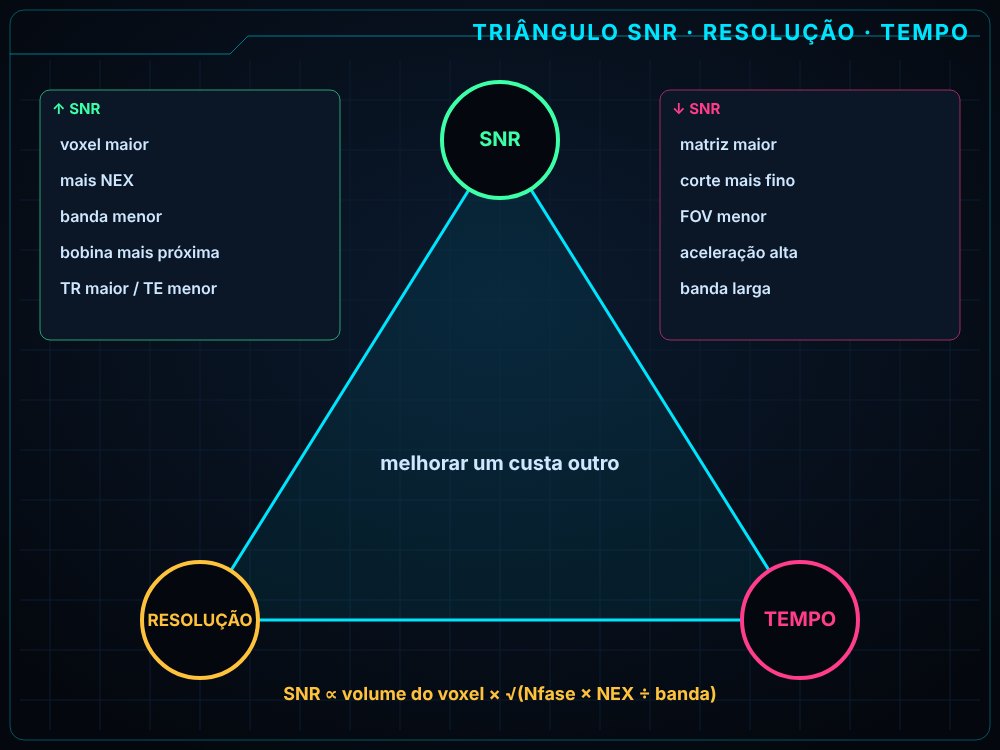 TRIÂNGULO SNR · RESOLUÇÃO · TEMPO
↑ SNR
voxel maior
mais NEX
banda menor
bobina mais próxima
TR maior / TE menor
SNR
↓ SNR
matriz maior
corte mais fino
FOV menor
aceleração alta
banda larga
melhorar um custa outro
RESOLUÇÃO
TEMPO
SNR ∝ volume do voxel × √(Nfase × NEX ÷ banda)